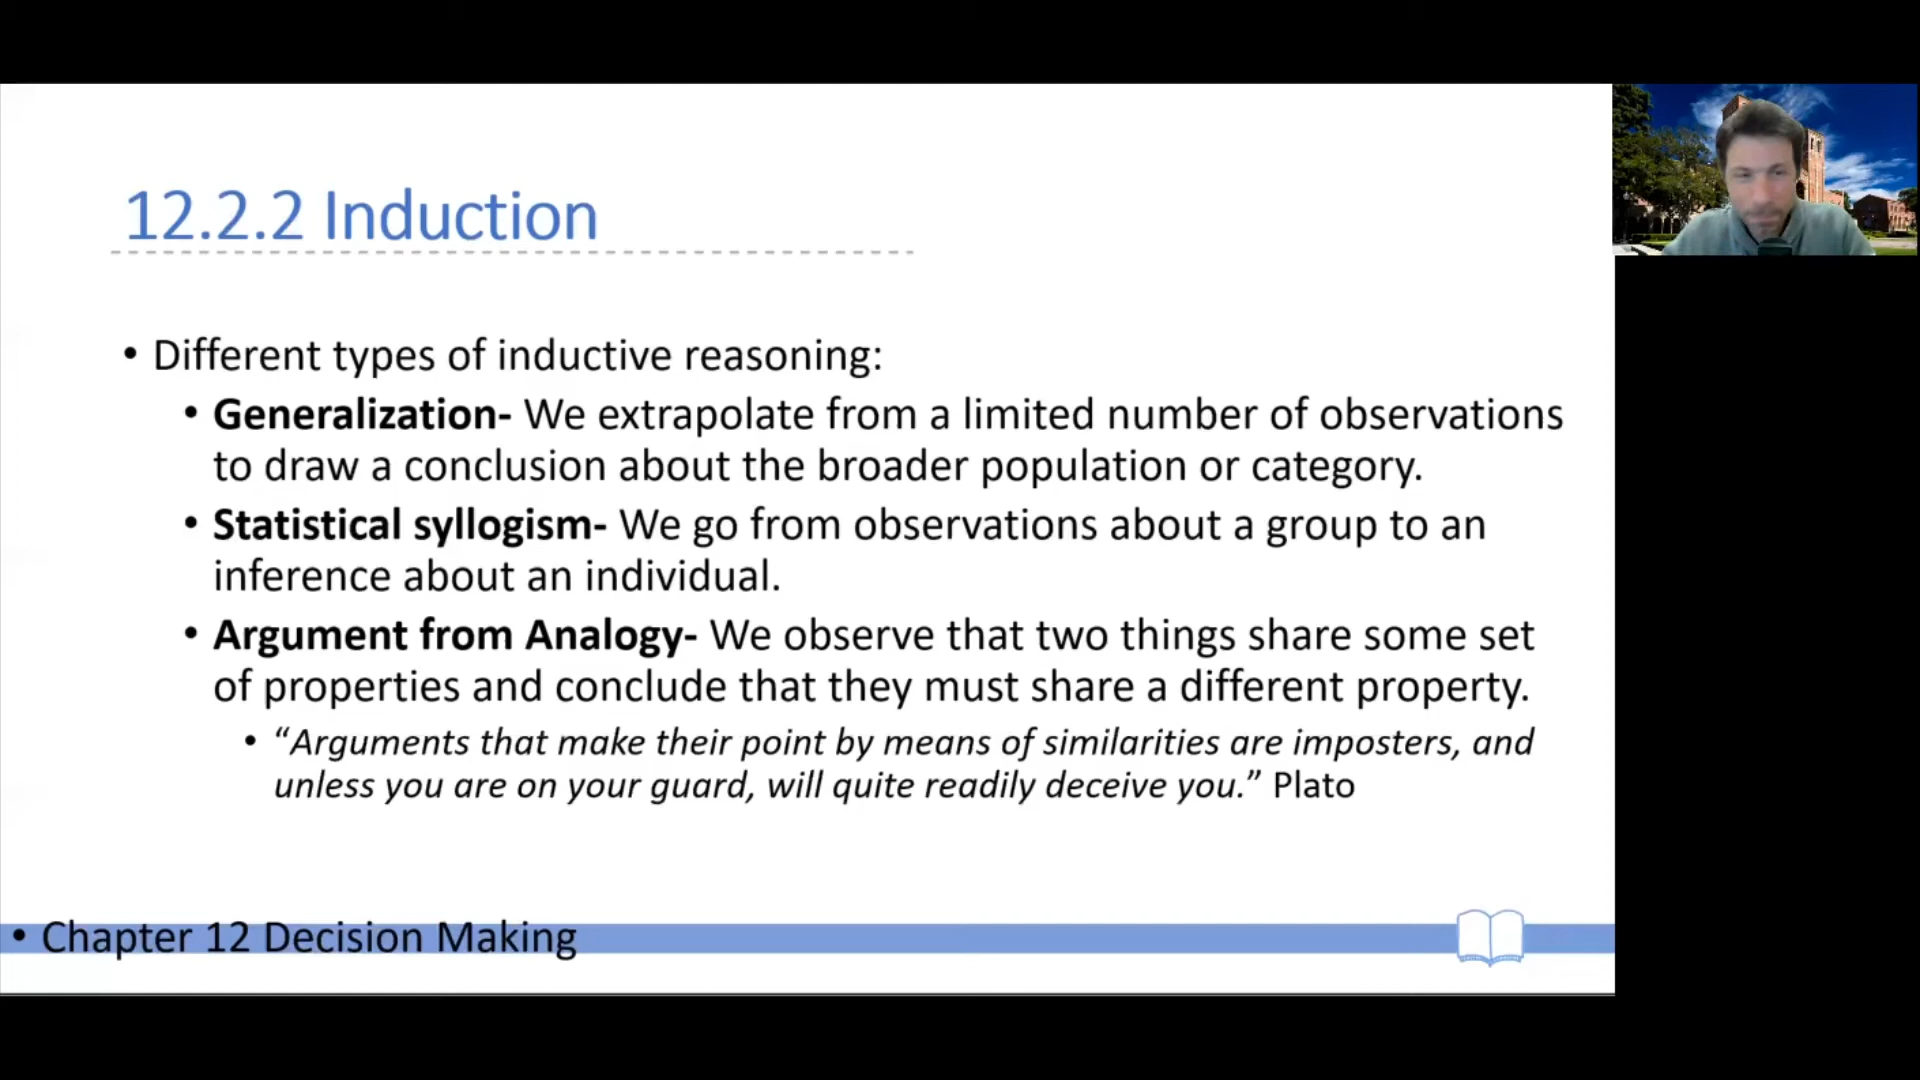 12.2.2 Induction
• Different types of inductive reasoning:
• Generalization- We extrapolate from a limited number of observations
to draw a conclusion about the broader population or category.
• Statistical syllogism- We go from observations about a group to an
inference about an individual.
• Argument from Analogy- We observe that two things share some set
of properties and conclude that they must share a different property.
• “Arguments that make their point by means of similarities are imposters, and
unless you are on your guard, will quite readily deceive you.” Plato
• Chapter 12 Decision Making